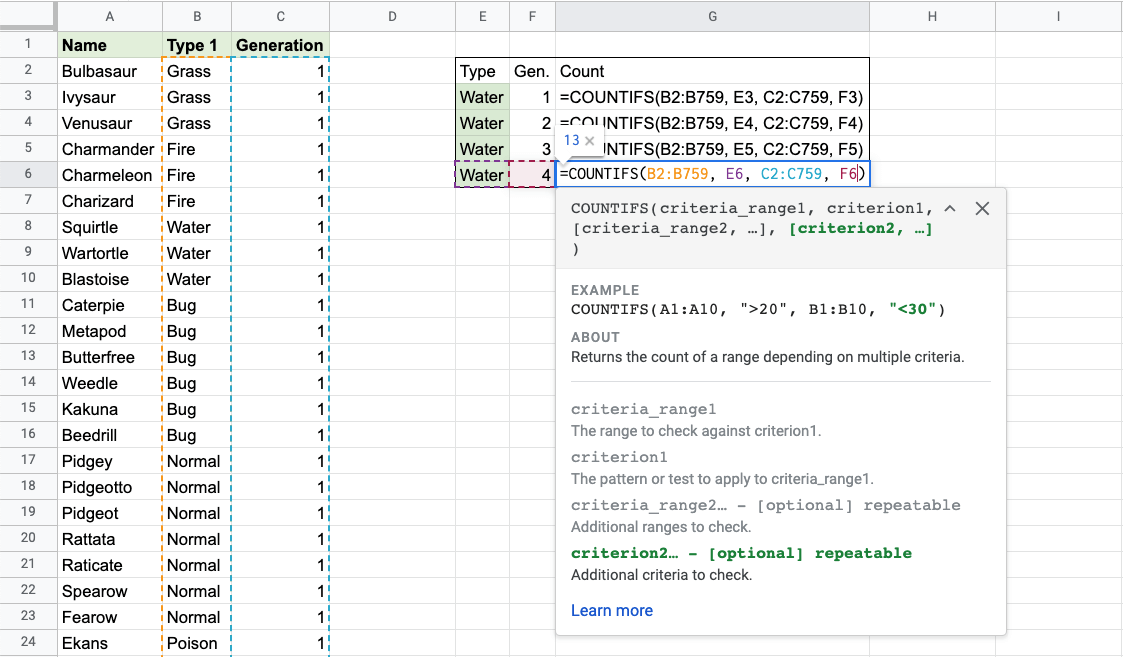 A B C D E F G H I
1 Name Type 1 Generation
2 Bulbasaur Grass 1 Type Gen. Count
3 Ivysaur Grass 1 Water 1 =COUNTIFS(B2:B759, E3, C2:C759, F3)
4 Venusaur Grass 1 Water 2 =COUNTIFS(B2:B759, E4, C2:C759, F4)
13 ×
5 Charmander Fire 1 Water 3 UNTIFS(B2:B759, E5, C2:C759, F5)
6 Charmeleon Fire 1 Water 4 =COUNTIFS(B2:B759, E6, C2:C759, F6)
7 Charizard Fire 1 COUNTIFS(criteria_range1, criterion1,
8 Squirtle Water 1 [criteria_range2, …], [criterion2, …]
)
9 Wartortle Water 1
10 Blastoise Water 1 EXAMPLE
11 Caterpie Bug 1 COUNTIFS(A1:A10, ">20", B1:B10, "<30")
12 Metapod Bug 1 ABOUT
13 Butterfree Bug 1 Returns the count of a range depending on multiple criteria.
14 Weedle Bug 1
15 Kakuna Bug 1 criteria_range1
16 Beedrill Bug 1 The range to check against criterion1.
17 Pidgey Normal 1 criterion1
18 Pidgeotto Normal 1 The pattern or test to apply to criteria_range1.
19 Pidgeot Normal 1 criteria_range2… – [optional] repeatable
20 Rattata Normal 1 Additional ranges to check.
21 Raticate Normal 1 criterion2… – [optional] repeatable
22 Spearow Normal 1 Additional criteria to check.
23 Fearow Normal 1 Learn more
24 Ekans Poison 1